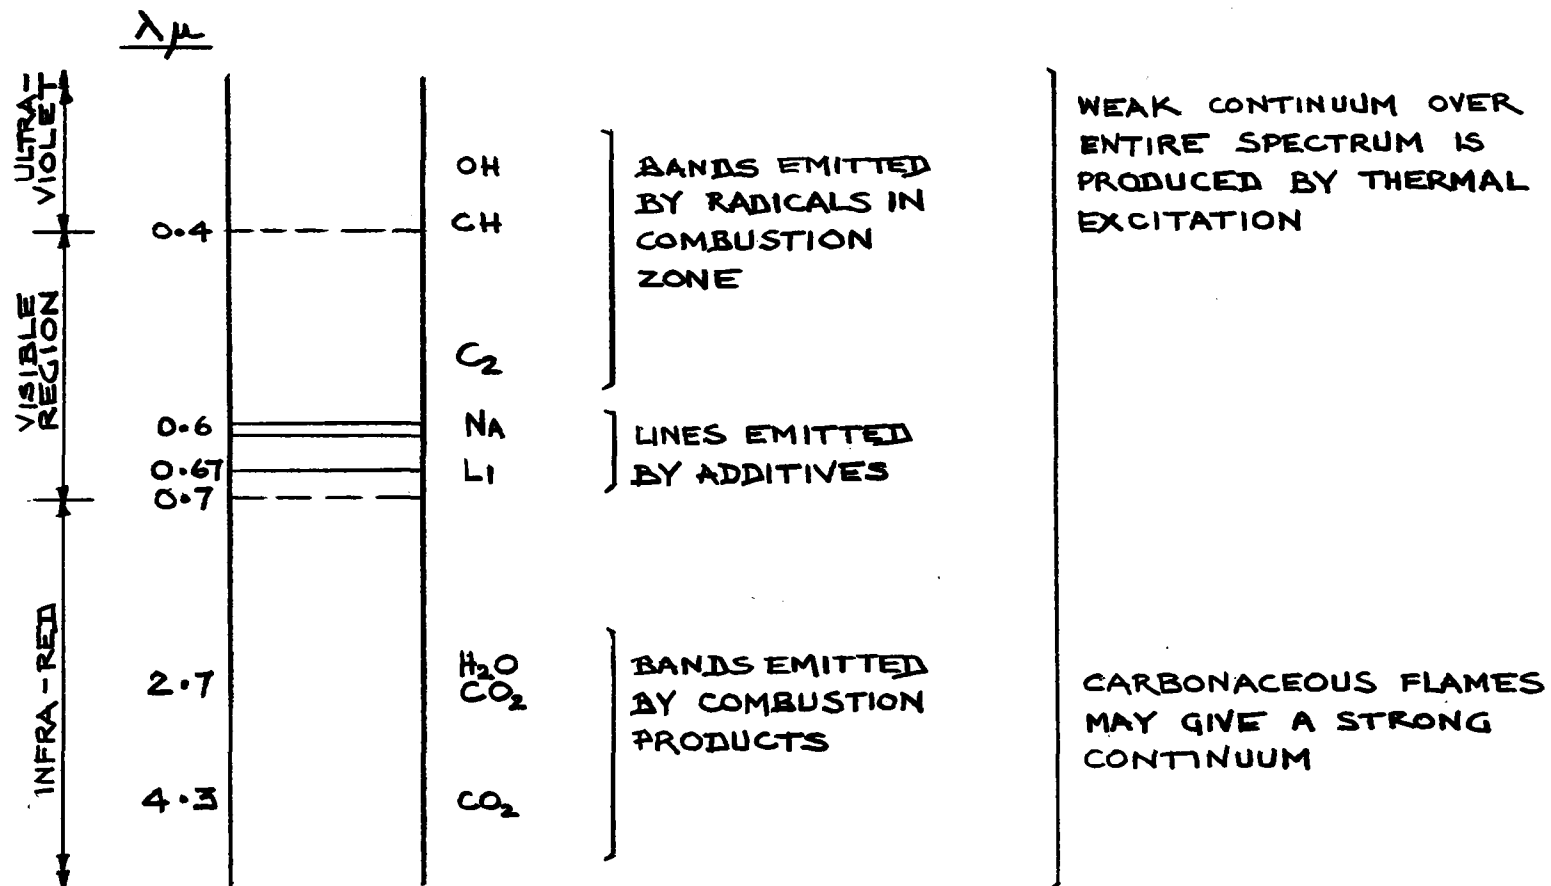 λμ
ULTRA-
VIOLET
0.4
VISIBLE
REGION
0.6
0.67
0.7
INFRA-RED
2.7
4.3
OH
CH
C₂
NA
LI
H₂O
CO₂
CO₂
BANDS EMITTED
BY RADICALS IN
COMBUSTION
ZONE
LINES EMITTED
BY ADDITIVES
BANDS EMITTED
BY COMBUSTION
PRODUCTS
WEAK CONTINUUM OVER
ENTIRE SPECTRUM IS
PRODUCED BY THERMAL
EXCITATION
CARBONACEOUS FLAMES
MAY GIVE A STRONG
CONTINUUM